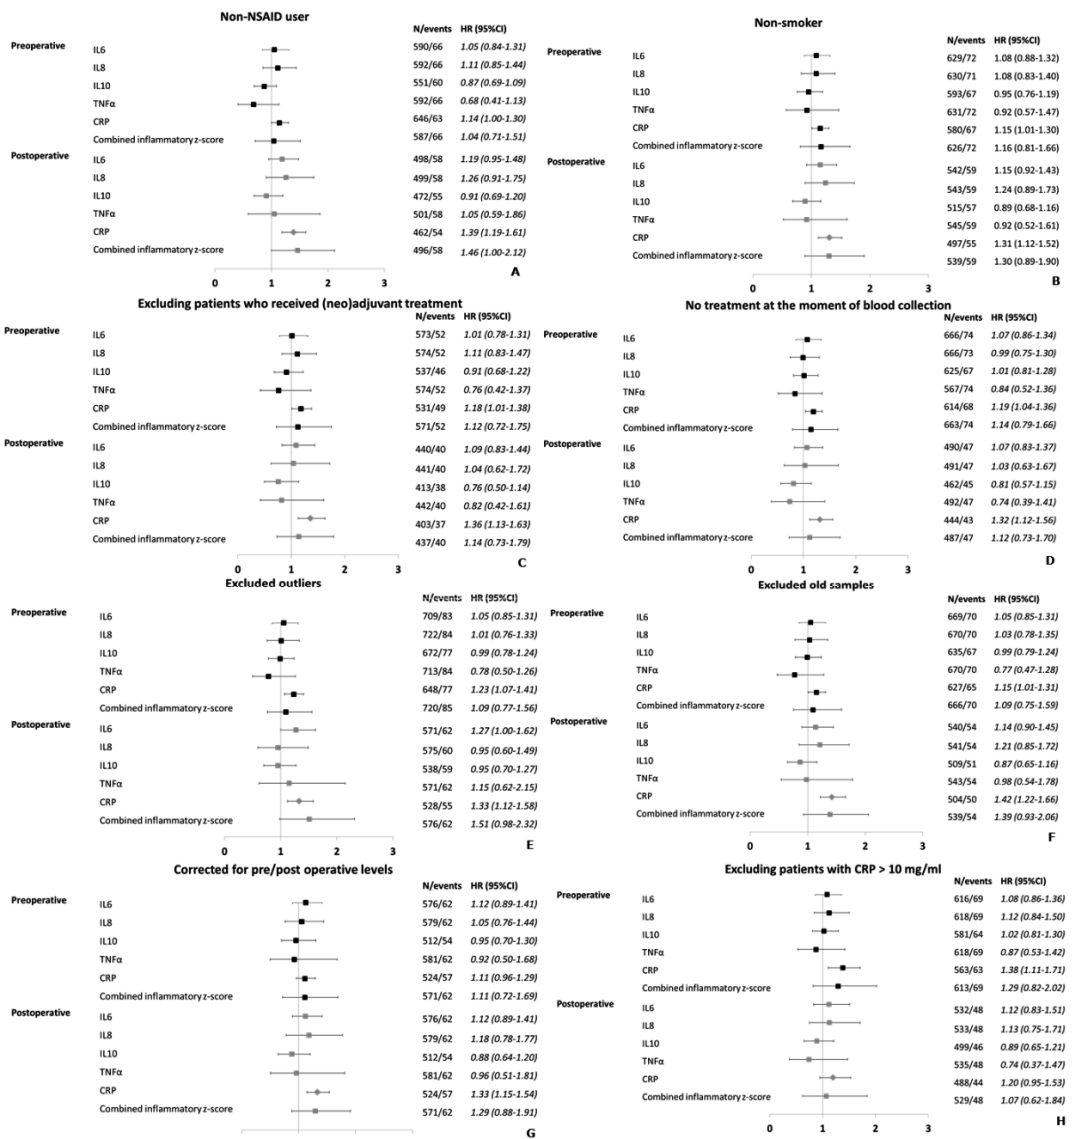 Non-NSAID user
N/events HR (95%CI)
Preoperative
IL6 590/66 1.05 (0.84-1.31)
IL8 592/66 1.11 (0.85-1.44)
IL10 551/60 0.87 (0.69-1.09)
TNFα 592/66 0.68 (0.41-1.13)
CRP 646/63 1.14 (1.00-1.30)
Combined inflammatory z-score 587/66 1.04 (0.71-1.51)
Postoperative
IL6 498/58 1.19 (0.95-1.48)
IL8 499/58 1.26 (0.91-1.75)
IL10 472/55 0.91 (0.69-1.20)
TNFα 501/58 1.05 (0.59-1.86)
CRP 462/54 1.39 (1.19-1.61)
Combined inflammatory z-score 496/58 1.46 (1.00-2.12)
A
0 1 2 3
Non-smoker
N/events HR (95%CI)
Preoperative
IL6 629/72 1.08 (0.88-1.32)
IL8 630/71 1.08 (0.83-1.40)
IL10 593/67 0.95 (0.76-1.19)
TNFα 631/72 0.92 (0.57-1.47)
CRP 580/67 1.15 (1.01-1.30)
Combined inflammatory z-score 626/72 1.16 (0.81-1.66)
Postoperative
IL6 542/59 1.15 (0.92-1.43)
IL8 543/59 1.24 (0.89-1.73)
IL10 515/57 0.89 (0.68-1.16)
TNFα 545/59 0.92 (0.52-1.61)
CRP 497/55 1.31 (1.12-1.52)
Combined inflammatory z-score 539/59 1.30 (0.89-1.90)
B
0 1 2 3
Excluding patients who received (neo)adjuvant treatment
N/events HR (95%CI)
Preoperative
IL6 573/52 1.01 (0.78-1.31)
IL8 574/52 1.11 (0.83-1.47)
IL10 537/46 0.91 (0.68-1.22)
TNFα 574/52 0.76 (0.42-1.37)
CRP 531/49 1.18 (1.01-1.38)
Combined inflammatory z-score 571/52 1.12 (0.72-1.75)
Postoperative
IL6 440/40 1.09 (0.83-1.44)
IL8 441/40 1.04 (0.62-1.72)
IL10 413/38 0.76 (0.50-1.14)
TNFα 442/40 0.82 (0.42-1.61)
CRP 403/37 1.36 (1.13-1.63)
Combined inflammatory z-score 437/40 1.14 (0.73-1.79)
C
0 1 2 3
No treatment at the moment of blood collection
N/events HR (95%CI)
Preoperative
IL6 666/74 1.07 (0.86-1.34)
IL8 666/73 0.99 (0.75-1.30)
IL10 625/67 1.01 (0.81-1.28)
TNFα 567/74 0.84 (0.52-1.36)
CRP 614/68 1.19 (1.04-1.36)
Combined inflammatory z-score 663/74 1.14 (0.79-1.66)
Postoperative
IL6 490/47 1.07 (0.83-1.37)
IL8 491/47 1.03 (0.63-1.67)
IL10 462/45 0.81 (0.57-1.15)
TNFα 492/47 0.74 (0.39-1.41)
CRP 444/43 1.32 (1.12-1.56)
Combined inflammatory z-score 487/47 1.12 (0.73-1.70)
D
0 1 2 3
Excluded outliers
N/events HR (95%CI)
Preoperative
IL6 709/83 1.05 (0.85-1.31)
IL8 722/84 1.01 (0.76-1.33)
IL10 672/77 0.99 (0.78-1.24)
TNFα 713/84 0.78 (0.50-1.26)
CRP 648/77 1.23 (1.07-1.41)
Combined inflammatory z-score 720/85 1.09 (0.77-1.56)
Postoperative
IL6 571/62 1.27 (1.00-1.62)
IL8 575/60 0.95 (0.60-1.49)
IL10 538/59 0.95 (0.70-1.27)
TNFα 571/62 1.15 (0.62-2.15)
CRP 528/55 1.33 (1.12-1.58)
Combined inflammatory z-score 576/62 1.51 (0.98-2.32)
E
0 1 2 3
Excluded old samples
N/events HR (95%CI)
Preoperative
IL6 669/70 1.05 (0.85-1.31)
IL8 670/70 1.03 (0.78-1.35)
IL10 635/67 0.99 (0.79-1.24)
TNFα 670/70 0.77 (0.47-1.28)
CRP 627/65 1.15 (1.01-1.31)
Combined inflammatory z-score 666/70 1.09 (0.75-1.59)
Postoperative
IL6 540/54 1.14 (0.90-1.45)
IL8 541/54 1.21 (0.85-1.72)
IL10 509/51 0.87 (0.65-1.16)
TNFα 543/54 0.98 (0.54-1.78)
CRP 504/50 1.42 (1.22-1.66)
Combined inflammatory z-score 539/54 1.39 (0.93-2.06)
F
0 1 2 3
Corrected for pre/post operative levels
N/events HR (95%CI)
Preoperative
IL6 576/62 1.12 (0.89-1.41)
IL8 579/62 1.05 (0.76-1.44)
IL10 512/54 0.95 (0.70-1.30)
TNFα 581/62 0.92 (0.50-1.68)
CRP 524/57 1.11 (0.96-1.29)
Combined inflammatory z-score 571/62 1.11 (0.72-1.69)
Postoperative
IL6 576/62 1.12 (0.89-1.41)
IL8 579/62 1.18 (0.78-1.77)
IL10 512/54 0.88 (0.64-1.20)
TNFα 581/62 0.96 (0.51-1.81)
CRP 524/57 1.33 (1.15-1.54)
Combined inflammatory z-score 571/62 1.29 (0.88-1.91)
G
Excluding patients with CRP > 10 mg/ml
N/events HR (95%CI)
Preoperative
IL6 616/69 1.08 (0.86-1.36)
IL8 618/69 1.12 (0.84-1.50)
IL10 581/64 1.02 (0.81-1.30)
TNFα 618/69 0.87 (0.53-1.42)
CRP 563/63 1.38 (1.11-1.71)
Combined inflammatory z-score 613/69 1.29 (0.82-2.02)
Postoperative
IL6 532/48 1.12 (0.83-1.51)
IL8 533/48 1.13 (0.75-1.71)
IL10 499/46 0.89 (0.65-1.21)
TNFα 535/48 0.74 (0.37-1.47)
CRP 488/44 1.20 (0.95-1.53)
Combined inflammatory z-score 529/48 1.07 (0.62-1.84)
H
0 1 2 3